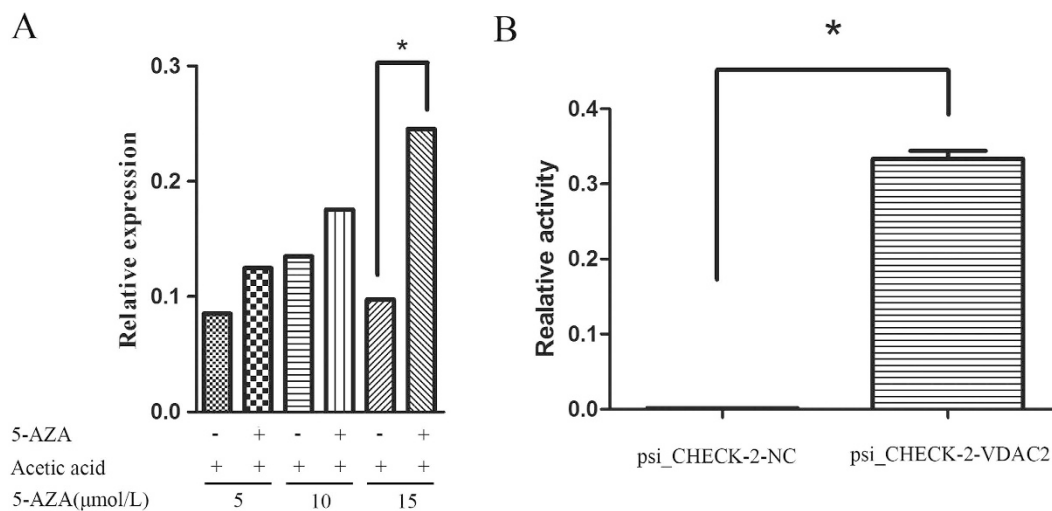 A
*
0.3
0.2
0.1
0.0
Relative expression
5-AZA - + - + - +
Acetic acid + + + + + +
5-AZA(μmol/L) 5 10 15
B
*
0.4
0.3
0.2
0.1
0.0
Realative activity
psi_CHECK-2-NC psi_CHECK-2-VDAC2